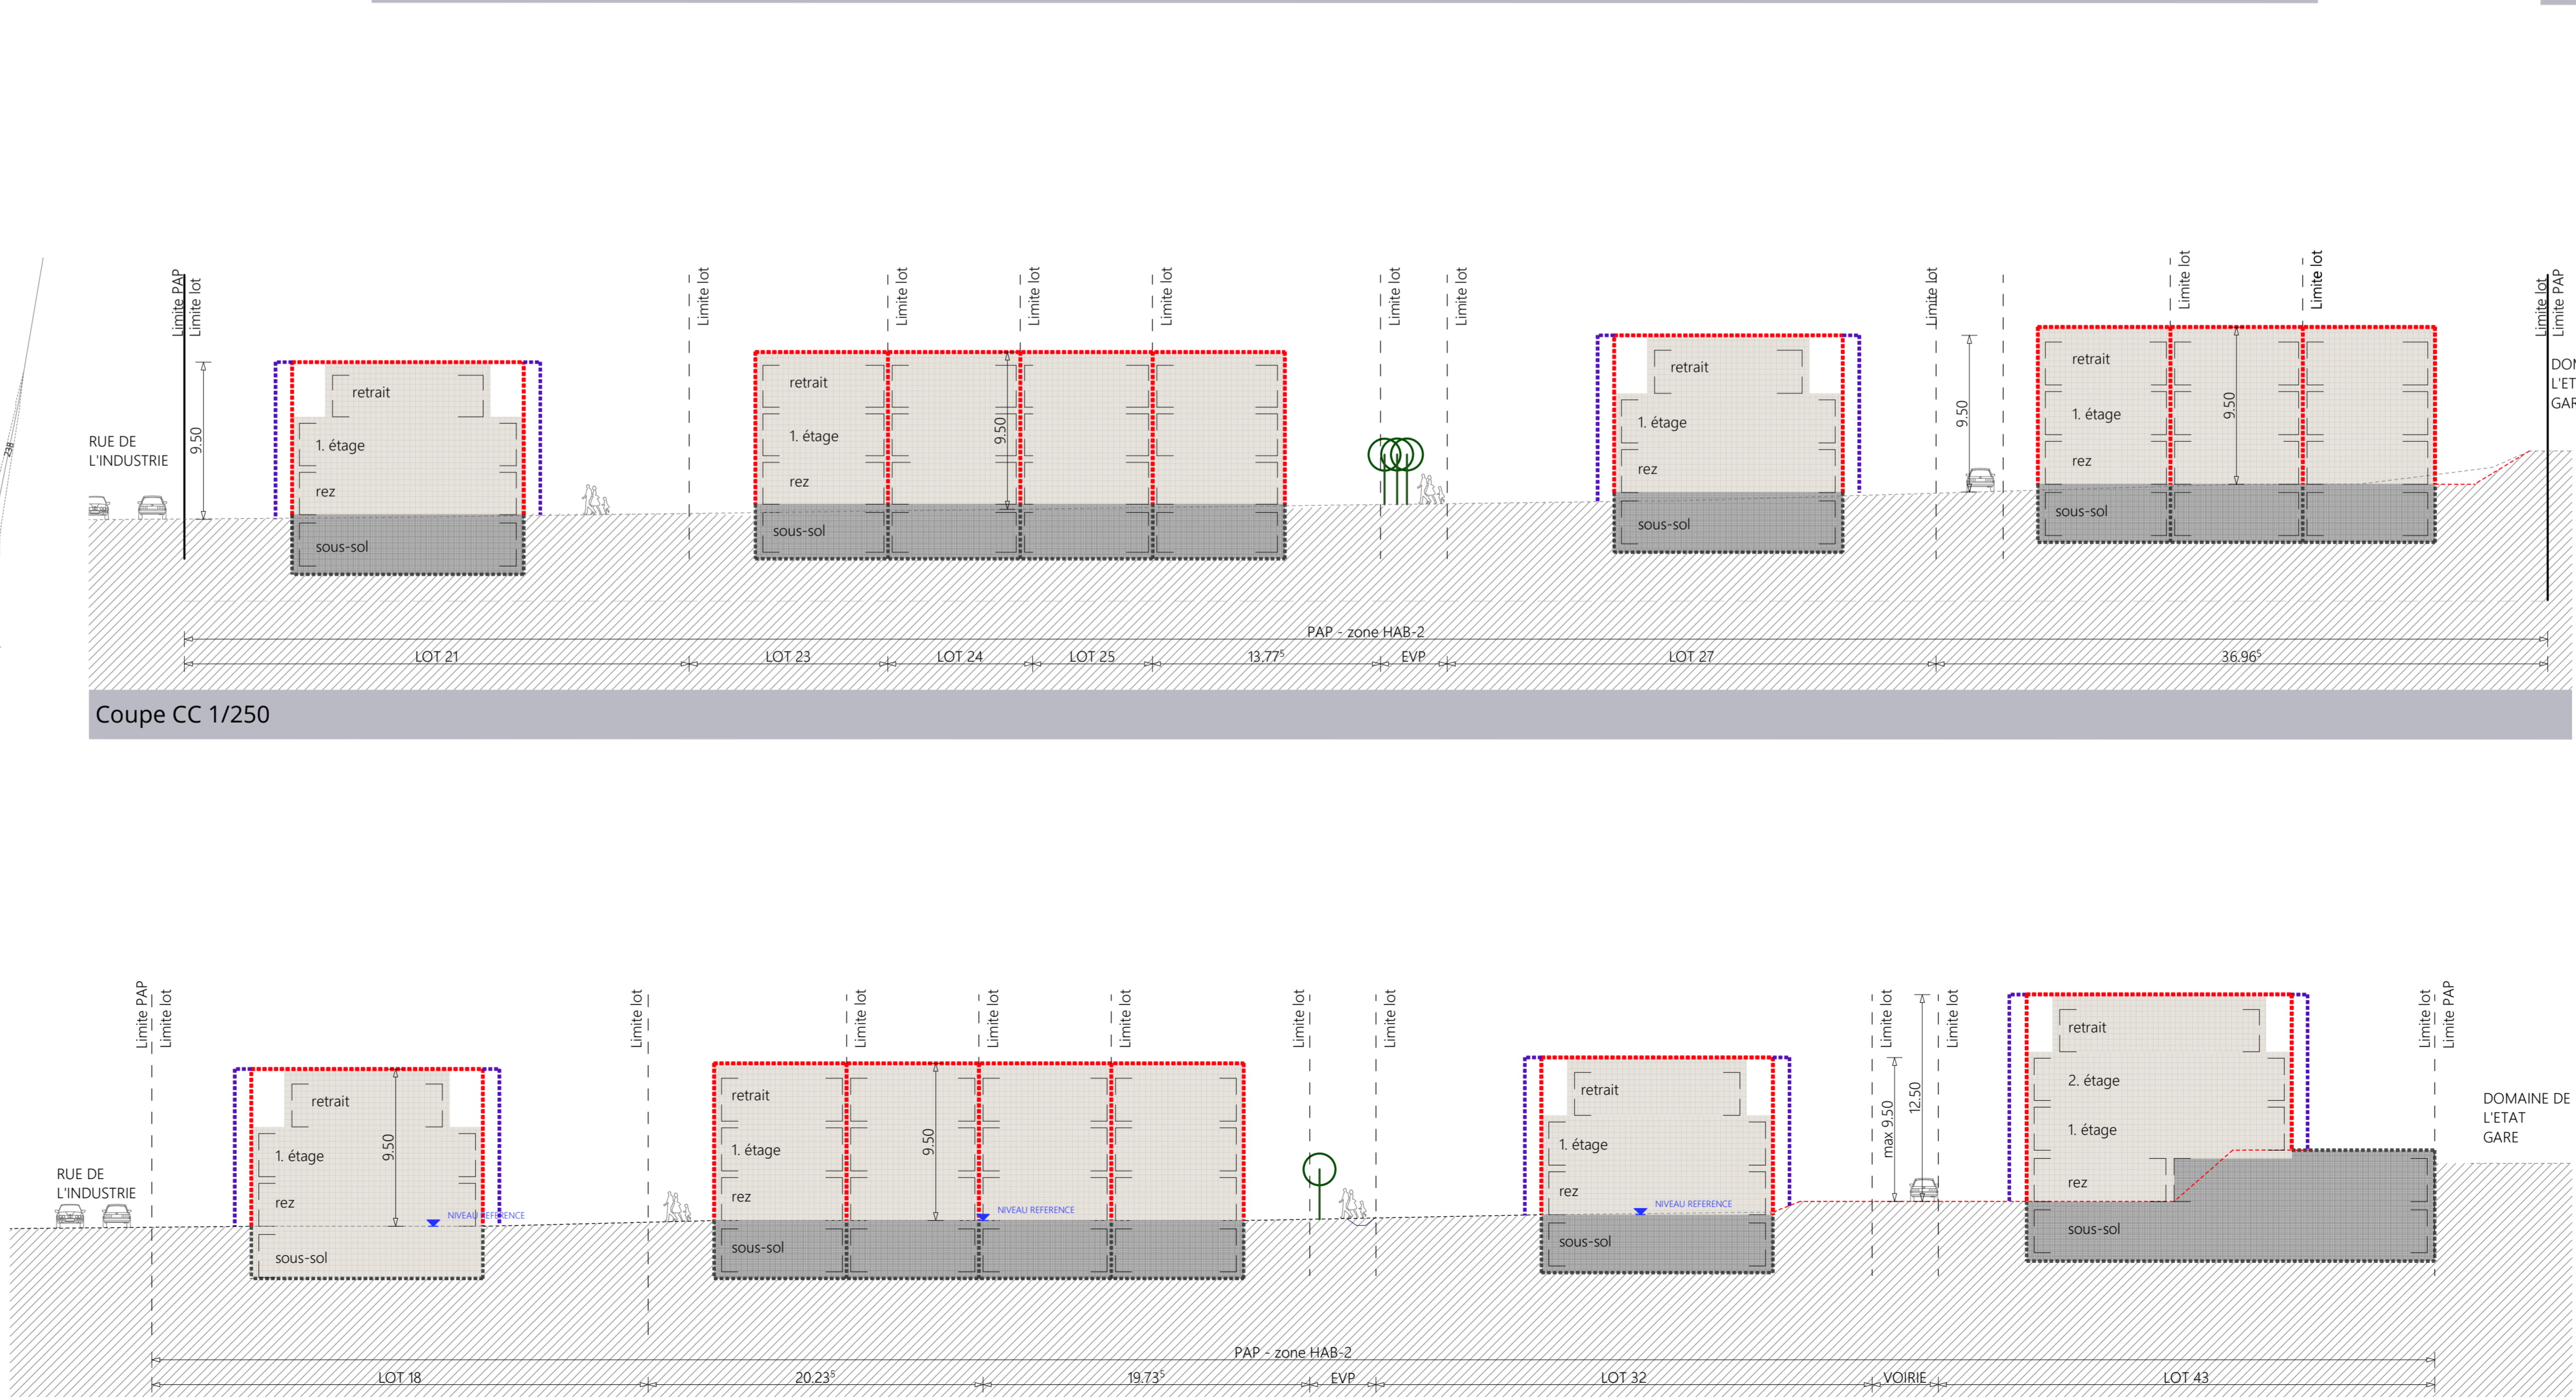 Limite PAP
Limite lot
Limite lot
Limite lot
Limite lot
Limite lot
Limite lot
Limite lot
Limite lot
Limite lot
Limite lot
Limite lot
Limite PAP
238
RUE DE
L'INDUSTRIE
9.50
retrait
1. étage
rez
sous-sol
retrait
1. étage
rez
sous-sol
9.50
retrait
1. étage
rez
sous-sol
9.50
retrait
1. étage
rez
sous-sol
9.50
PAP - zone HAB-2
LOT 21
LOT 23
LOT 24
LOT 25
13.77⁵
EVP
LOT 27
36.96⁵
Coupe CC 1/250
Limite PAP
Limite lot
Limite lot
Limite lot
Limite lot
Limite lot
Limite lot
Limite lot
Limite lot
Limite lot
Limite lot
Limite PAP
RUE DE
L'INDUSTRIE
retrait
1. étage
rez
sous-sol
9.50
NIVEAU REFERENCE
retrait
1. étage
rez
sous-sol
9.50
NIVEAU REFERENCE
retrait
1. étage
rez
sous-sol
NIVEAU REFERENCE
max 9.50
12.50
retrait
2. étage
1. étage
rez
sous-sol
DOMAINE DE
L'ETAT
GARE
PAP - zone HAB-2
LOT 18
20.23⁵
19.73⁵
EVP
LOT 32
VOIRIE
LOT 43